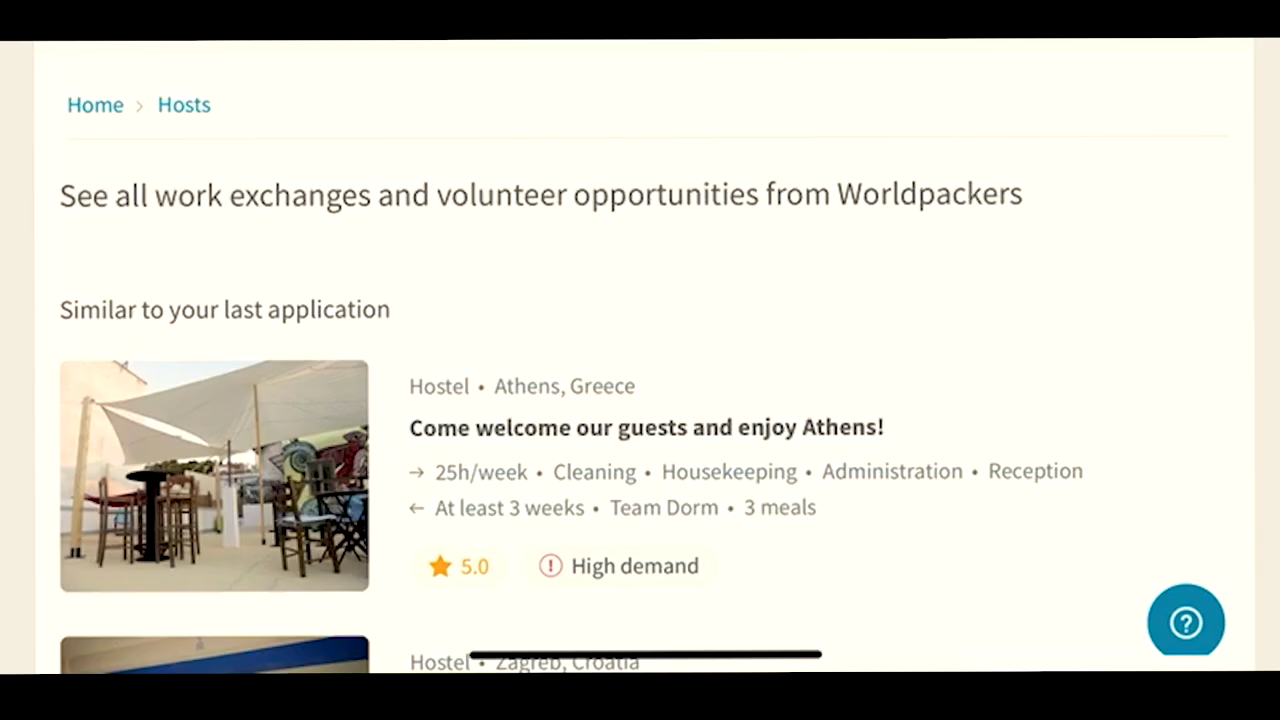 Home > Hosts
See all work exchanges and volunteer opportunities from Worldpackers
Similar to your last application
Hostel • Athens, Greece
Come welcome our guests and enjoy Athens!
→ 25h/week • Cleaning • Housekeeping • Administration • Reception
← At least 3 weeks • Team Dorm • 3 meals
5.0 High demand
Hostel • Zagreb, Croatia